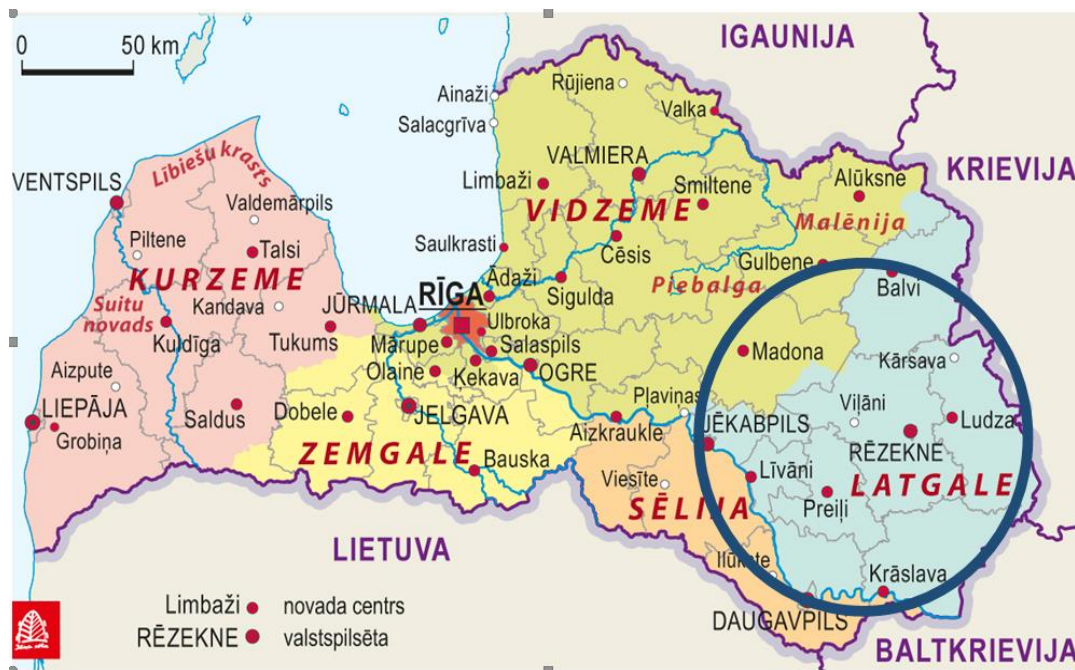 0 50 km
IGAUNIJA
Rūjiena
Ainaži
Valka
Salacgrīva
VALMIERA
KRIEVIJA
Lībiešu krasts
VENTSPILS
Limbaži
Smiltene
Alūksne
Valdemārpils
VIDZEME
Malēnija
Piltene
Talsi
Saulkrasti
Cēsis
Gulbene
KURZEME
Ādaži
Sigulda
Piebalga
Balvi
Suitu
novads
Kandava
JŪRMALA
RĪGA
Ulbroka
Kuldīga
Tukums
Mārupe
Salaspils
Madona
Kārsava
Aizpute
Olaine
Ķekava
OGRE
LIEPĀJA
Saldus
Dobele
JELGAVA
Pļaviņas
Viļāni
Ludza
Grobiņa
Aizkraukle
JĒKABPILS
RĒZEKNE
ZEMGALE
Bauska
Viesīte
Līvāni
LATGALE
SĒLIJA
Preiļi
LIETUVA
Ilūkste
Krāslava
Limbaži novada centrs
DAUGAVPILS
RĒZEKNE valstspilsēta
BALTKRIEVIJA